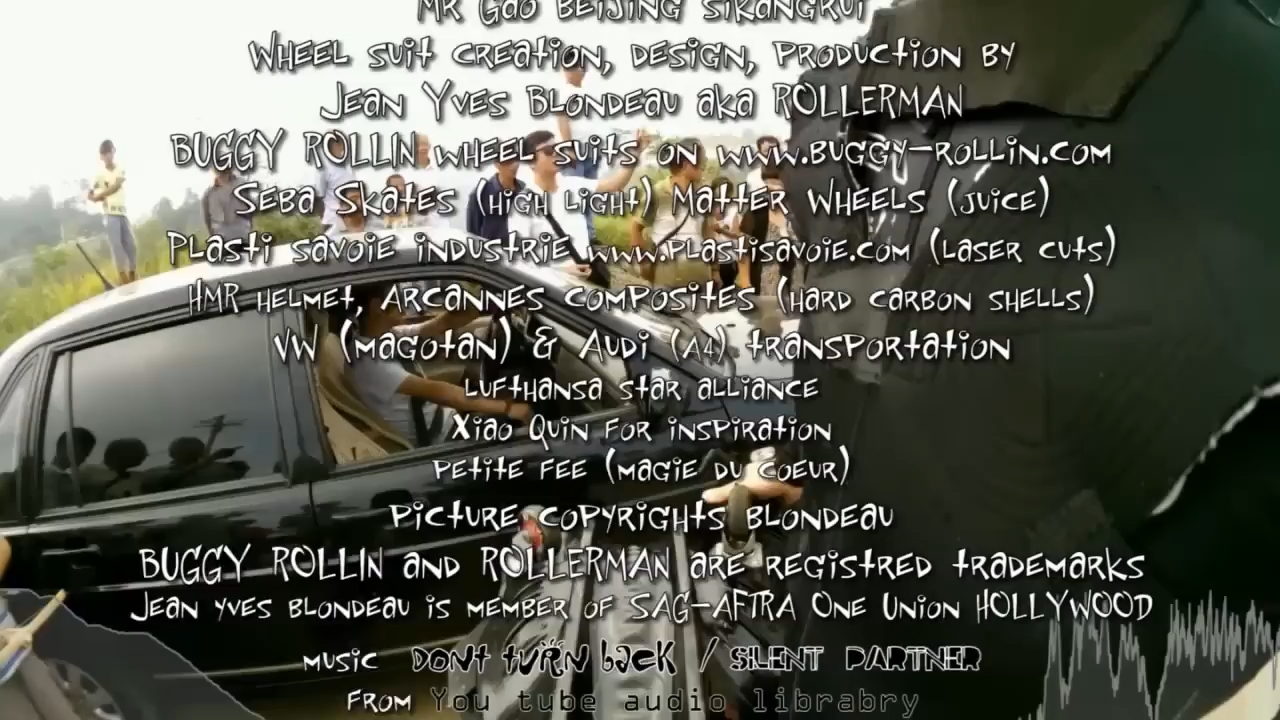 Mr Gao Beijing Sikangrui
Wheel suit creation, design, production by
Jean Yves Blondeau aka ROLLERMAN
BUGGY ROLLIN wheel suits on www.buggy-rollin.com
Seba Skates (high light) Matter Wheels (juice)
Plasti savoie industrie www.plastisavoie.com (laser cuts)
HMR helmet, Arcannes composites (hard carbon shells)
VW (magotan) & Audi (A4) transportation
Lufthansa star alliance
Xiao Quin for inspiration
Petite fee (magie du coeur)
Picture copyrights Blondeau
BUGGY ROLLIN and ROLLERMAN are registred trademarks
Jean yves blondeau is member of SAG-AFTRA One Union HOLLYWOOD
music Dont turn back / SILENT PARTNER
from You tube audio librabry